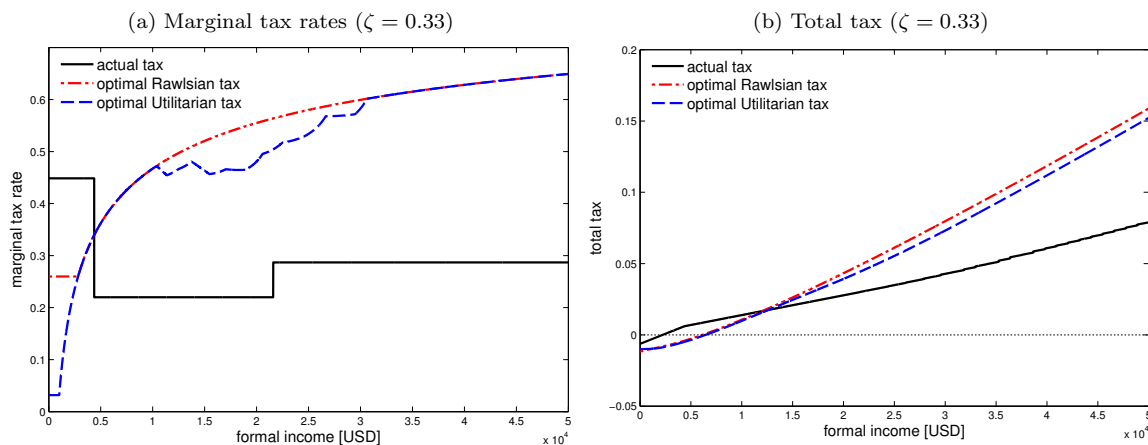 (a) Marginal tax rates (ζ = 0.33)
actual tax
optimal Rawlsian tax
optimal Utilitarian tax
marginal tax rate
0.6
0.5
0.4
0.3
0.2
0.1
0
0 0.5 1 1.5 2 2.5 3 3.5 4 4.5 5
formal income [USD]
x 10^4
(b) Total tax (ζ = 0.33)
actual tax
optimal Rawlsian tax
optimal Utilitarian tax
total tax
0.2
0.15
0.1
0.05
0
−0.05
0 0.5 1 1.5 2 2.5 3 3.5 4 4.5 5
formal income [USD]
x 10^4